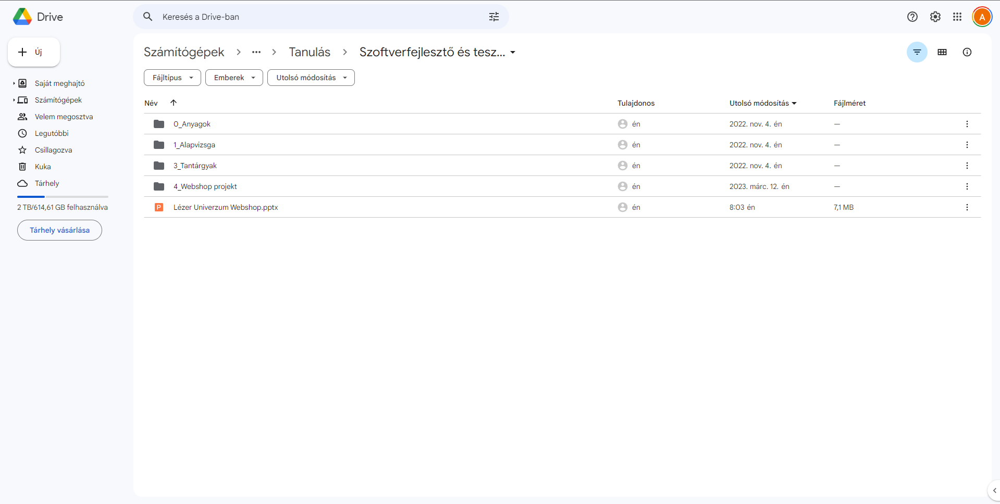 Drive
Keresés a Drive-ban
A
Új
Saját meghajtó
Számítógépek
Velem megosztva
Legutóbbi
Csillagozva
Kuka
Tárhely
2 TB/614,61 GB felhasználva
Tárhely vásárlása
Számítógépek > ... > Tanulás > Szoftverfejlesztő és tesz...
Fájltípus Emberek Utolsó módosítás
Név Tulajdonos Utolsó módosítás Fájlméret
0_Anyagok én 2022. nov. 4. én —
1_Alapvizsga én 2022. nov. 4. én —
3_Tantárgyak én 2022. nov. 4. én —
4_Webshop projekt én 2023. márc. 12. én —
P Lézer Univerzum Webshop.pptx én 8:03 én 7,1 MB